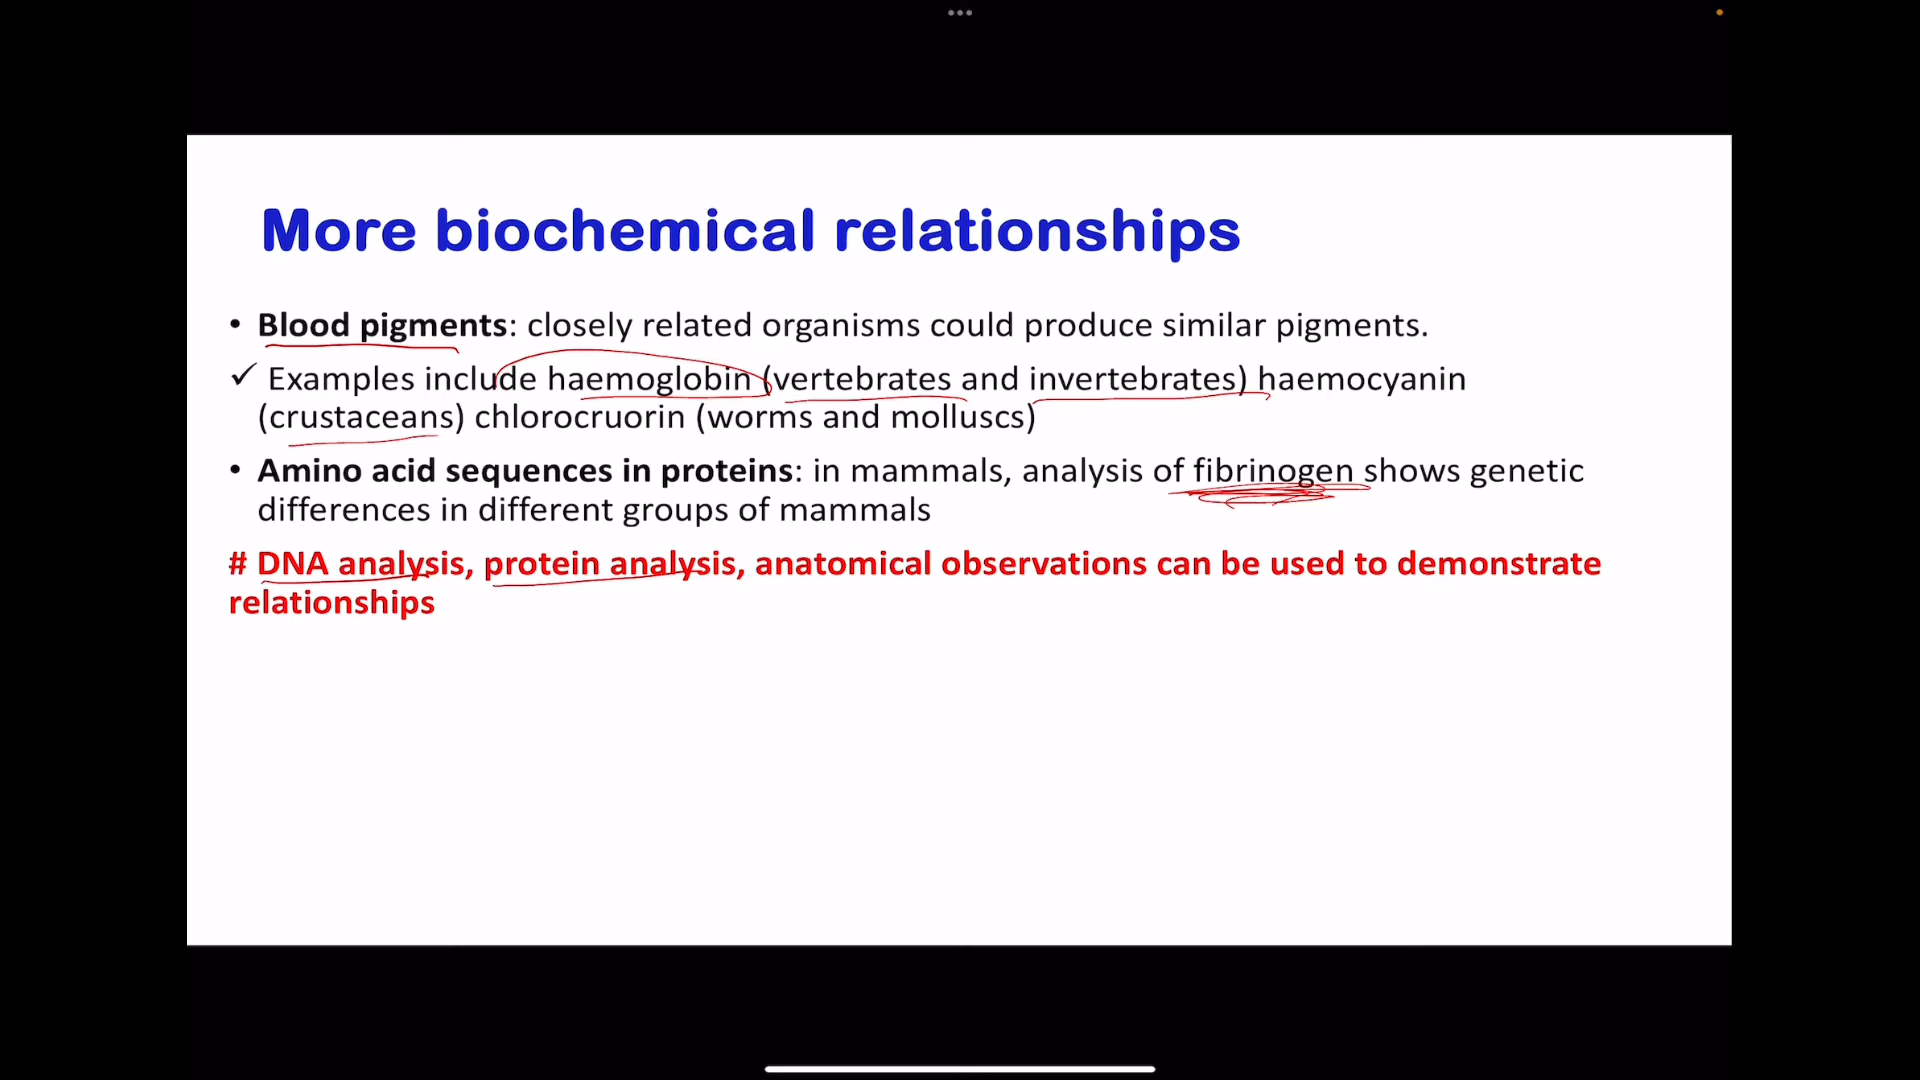 More biochemical relationships
• Blood pigments: closely related organisms could produce similar pigments.
✓ Examples include haemoglobin (vertebrates and invertebrates) haemocyanin
(crustaceans) chlorocruorin (worms and molluscs)
• Amino acid sequences in proteins: in mammals, analysis of fibrinogen shows genetic
differences in different groups of mammals
# DNA analysis, protein analysis, anatomical observations can be used to demonstrate
relationships